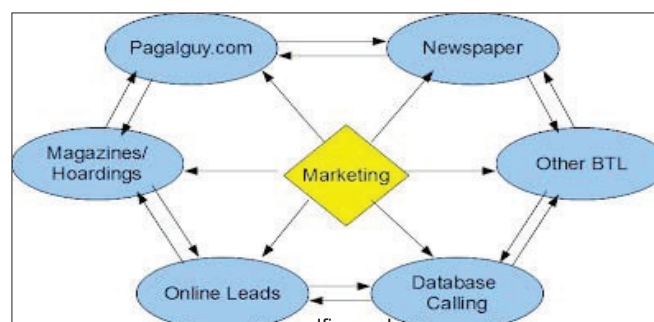 Pagalguy.com
Newspaper
Magazines/
Hoardings
Marketing
Other BTL
Online Leads
Database
Calling